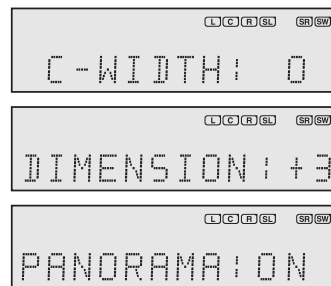 L C R SL SR SW
C-WIDTH: 0
L C R SL SR SW
DIMENSION:+3
L C R SL SR SW
PANORAMA:ON